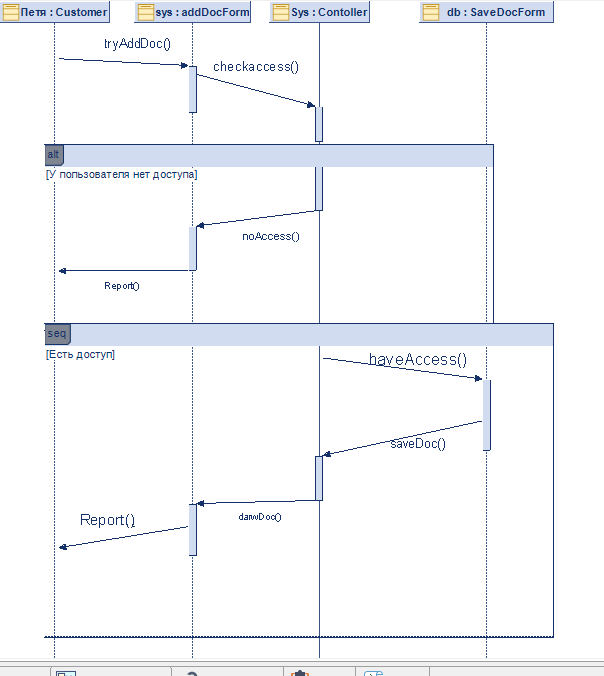 Петя : Customer
sys : addDocForm
Sys : Contoller
db : SaveDocForm
tryAddDoc()
checkaccess()
alt
[У пользователя нет доступа]
noAccess()
Report()
seq
[Есть доступ]
haveAccess()
saveDoc()
danwDoc()
Report()